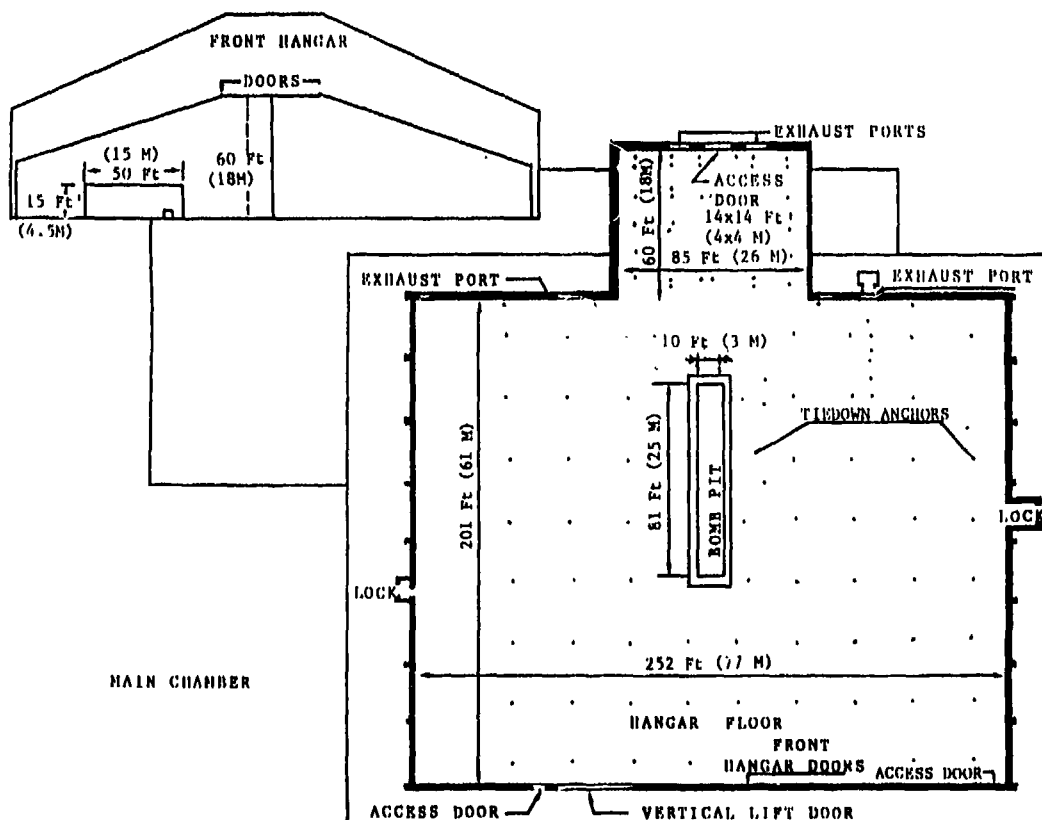 FRONT HANGAR
DOORS
(15 M)
50 Ft
60 Ft
(18M)
15 Ft
(4.5M)
EXHAUST PORTS
ACCESS
DOOR
14x14 Ft
(4x4 M)
60 Ft (18M)
85 Ft (26 M)
EXHAUST PORT
EXHAUST PORT
10 Ft (3 M)
TIEDOWN ANCHORS
201 Ft (61 M)
81 Ft (25 M)
BOMB PIT
LOCK
LOCK
252 Ft (77 M)
MAIN CHAMBER
HANGAR FLOOR
FRONT
HANGAR DOORS
ACCESS DOOR
ACCESS DOOR
VERTICAL LIFT DOOR